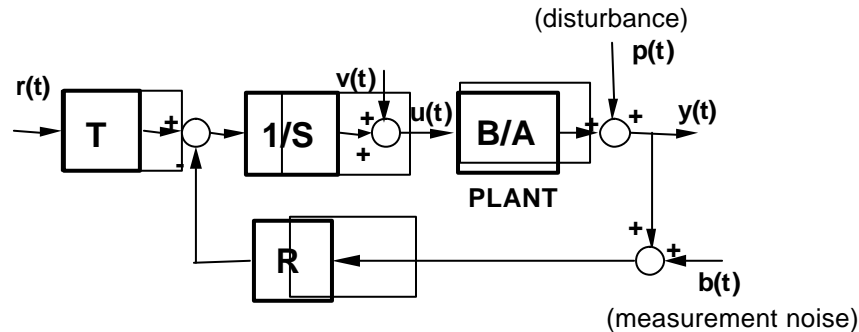 (disturbance)
p(t)
r(t)
v(t)
u(t)
y(t)
T
+
-
1/S
+
+
B/A
+
+
PLANT
R
+
+
b(t)
(measurement noise)